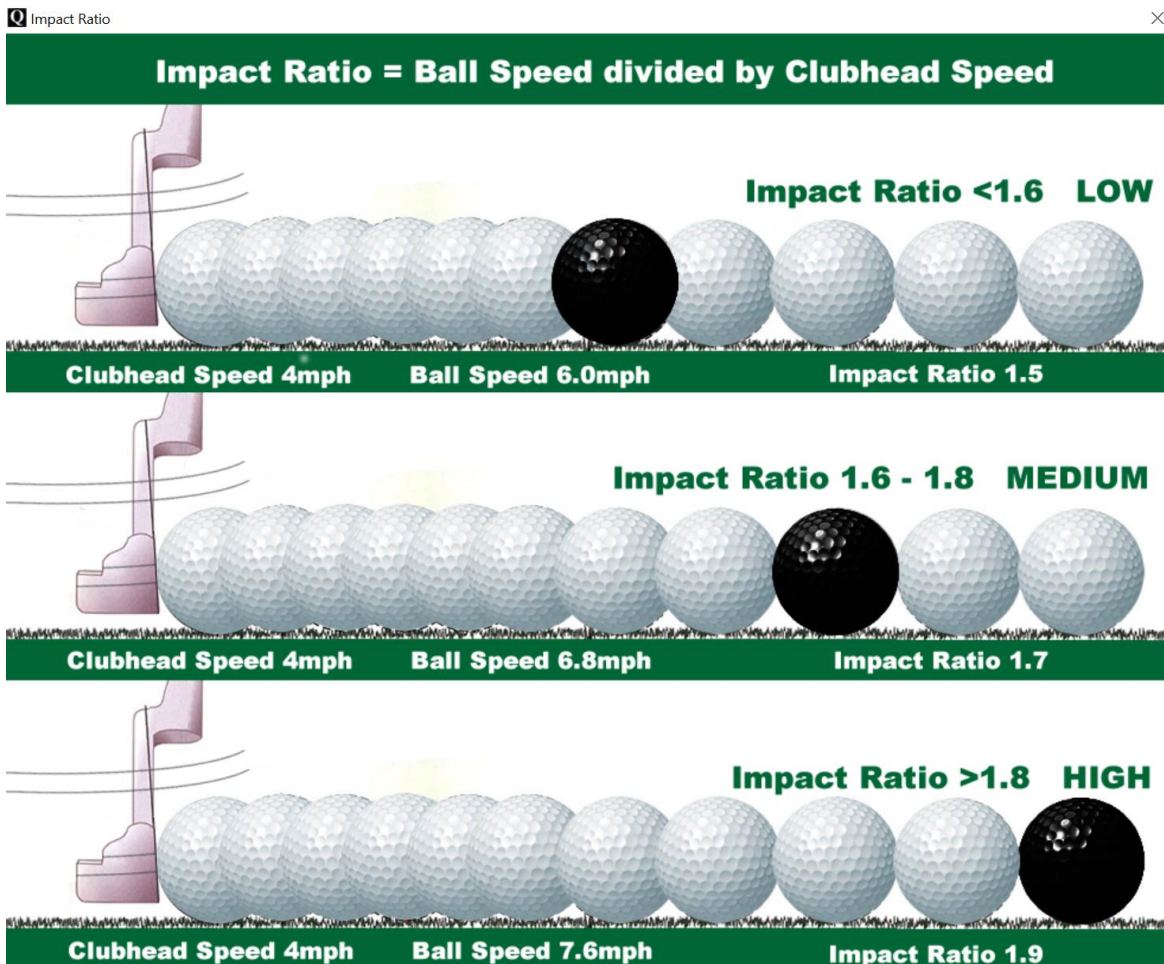 Q Impact Ratio
Impact Ratio = Ball Speed divided by Clubhead Speed
Impact Ratio <1.6 LOW
Clubhead Speed 4mph Ball Speed 6.0mph Impact Ratio 1.5
Impact Ratio 1.6 - 1.8 MEDIUM
Clubhead Speed 4mph Ball Speed 6.8mph Impact Ratio 1.7
Impact Ratio >1.8 HIGH
Clubhead Speed 4mph Ball Speed 7.6mph Impact Ratio 1.9